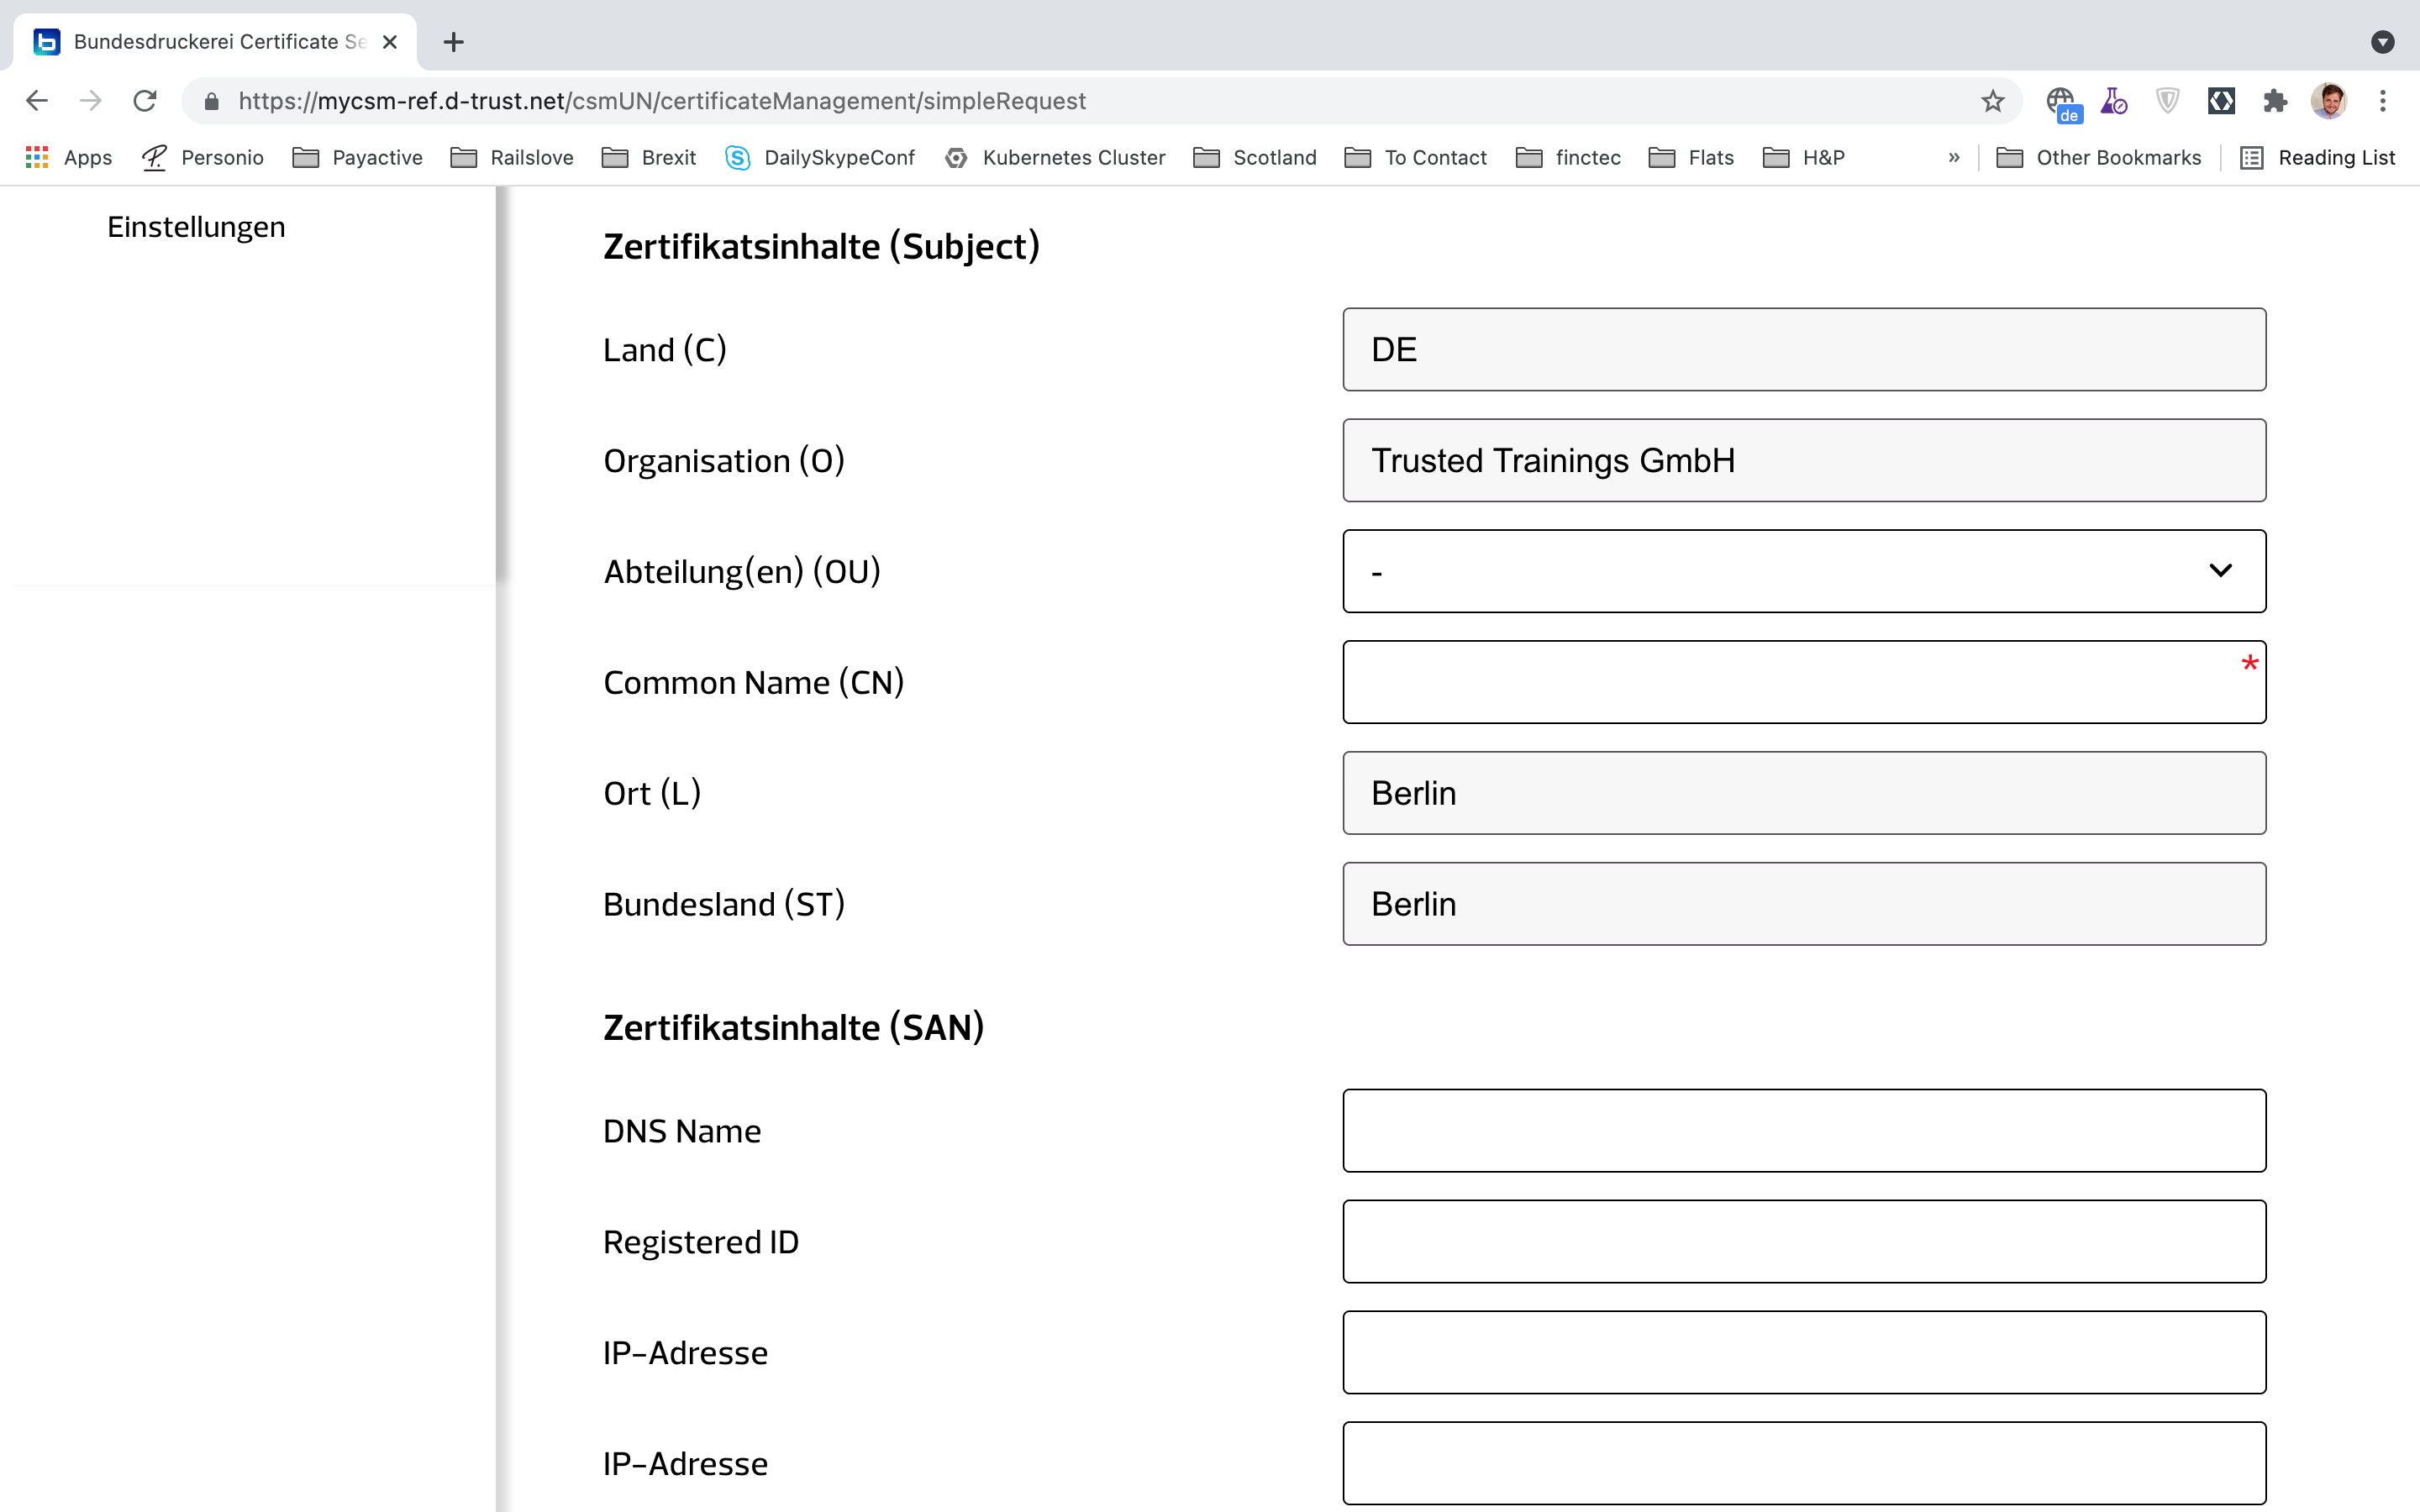 Bundesdruckerei Certificate Se
https://mycsm-ref.d-trust.net/csmUN/certificateManagement/simpleRequest
de
Apps Personio Payactive Railslove Brexit DailySkypeConf Kubernetes Cluster Scotland To Contact finctec Flats H&P » Other Bookmarks Reading List
Einstellungen
Zertifikatsinhalte (Subject)
Land (C) DE
Organisation (O) Trusted Trainings GmbH
Abteilung(en) (OU) -
Common Name (CN) *
Ort (L) Berlin
Bundesland (ST) Berlin
Zertifikatsinhalte (SAN)
DNS Name
Registered ID
IP-Adresse
IP-Adresse